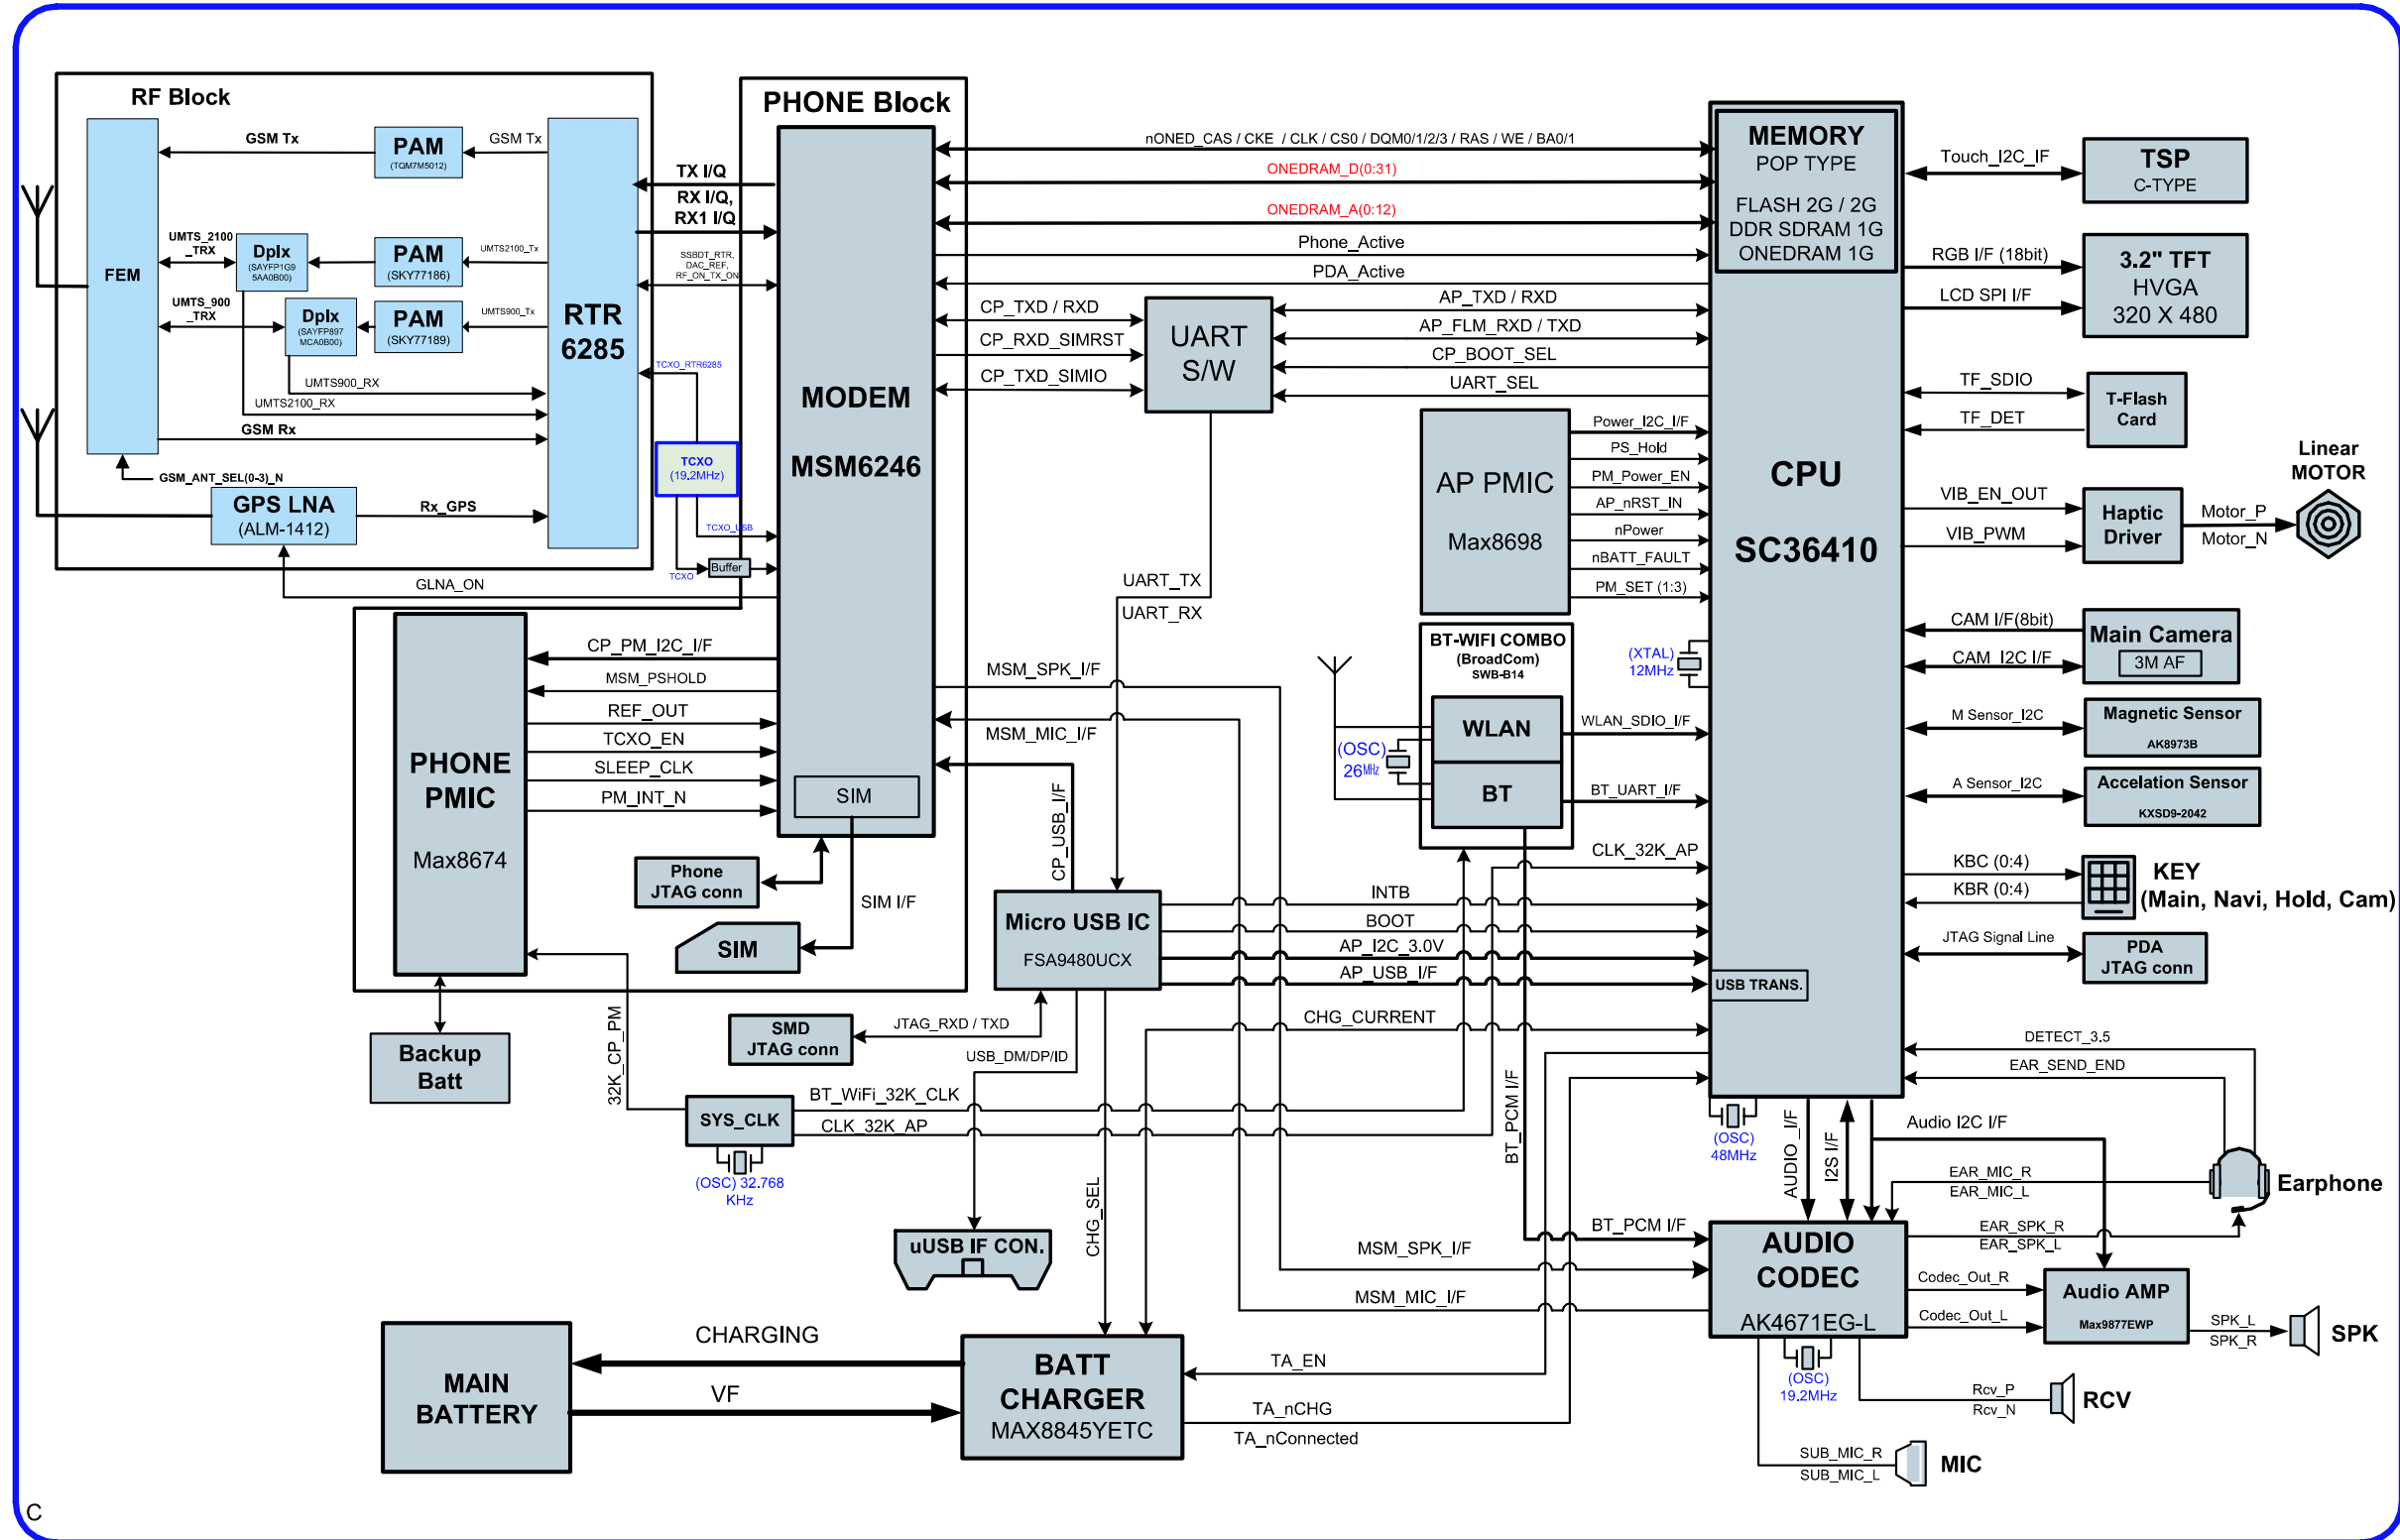 RF Block
FEM
GSM Tx
PAM
(TQM7M5012)
GSM Tx
UMTS_2100
_TRX
Dplx
(SAYFP1G9
5AA0B00)
PAM
(SKY77186)
UMTS2100_Tx
UMTS_900
_TRX
Dplx
(SAYFP897
MCA0B00)
PAM
(SKY77189)
UMTS900_Tx
RTR
6285
UMTS900_RX
UMTS2100_RX
GSM Rx
GSM_ANT_SEL(0-3)_N
GPS LNA
(ALM-1412)
Rx_GPS
GLNA_ON
PHONE Block
TX I/Q
RX I/Q,
RX1 I/Q
SSBDT_RTR,
DAC_REF,
RF_ON_TX_ON
TCXO_RTR6285
TCXO
(19.2MHz)
TCXO_USB
TCXO
Buffer
MODEM
MSM6246
SIM
PHONE
PMIC
Max8674
CP_PM_I2C_I/F
MSM_PSHOLD
REF_OUT
TCXO_EN
SLEEP_CLK
PM_INT_N
Phone
JTAG conn
SIM
SIM I/F
Backup
Batt
32K_CP_PM
nONED_CAS / CKE / CLK / CS0 / DQM0/1/2/3 / RAS / WE / BA0/1
ONEDRAM_D(0:31)
ONEDRAM_A(0:12)
Phone_Active
PDA_Active
CP_TXD / RXD
CP_RXD_SIMRST
CP_TXD_SIMIO
UART
S/W
AP_TXD / RXD
AP_FLM_RXD / TXD
CP_BOOT_SEL
UART_SEL
UART_TX
UART_RX
AP PMIC
Max8698
Power_I2C_I/F
PS_Hold
PM_Power_EN
AP_nRST_IN
nPower
nBATT_FAULT
PM_SET (1:3)
BT-WIFI COMBO
(BroadCom)
SWB-B14
WLAN
BT
(OSC)
26MHz
WLAN_SDIO_I/F
BT_UART_I/F
(XTAL)
12MHz
CLK_32K_AP
MSM_SPK_I/F
MSM_MIC_I/F
CP_USB_I/F
Micro USB IC
FSA9480UCX
INTB
BOOT
AP_I2C_3.0V
AP_USB_I/F
CHG_CURRENT
SMD
JTAG conn
JTAG_RXD / TXD
USB_DM/DP/ID
SYS_CLK
BT_WiFi_32K_CLK
CLK_32K_AP
(OSC) 32.768
KHz
uUSB IF CON.
CHG_SEL
BT_PCM I/F
BT_PCM I/F
MSM_SPK_I/F
MSM_MIC_I/F
MAIN
BATTERY
CHARGING
VF
BATT
CHARGER
MAX8845YETC
TA_EN
TA_nCHG
TA_nConnected
MEMORY
POP TYPE
FLASH 2G / 2G
DDR SDRAM 1G
ONEDRAM 1G
CPU
SC36410
USB TRANS.
(OSC)
48MHz
AUDIO _I/F
I2S I/F
Audio I2C I/F
Touch_I2C_IF
TSP
C-TYPE
RGB I/F (18bit)
LCD SPI I/F
3.2" TFT
HVGA
320 X 480
TF_SDIO
TF_DET
T-Flash
Card
Linear
MOTOR
VIB_EN_OUT
VIB_PWM
Haptic
Driver
Motor_P
Motor_N
CAM I/F(8bit)
CAM_I2C I/F
Main Camera
3M AF
M Sensor_I2C
Magnetic Sensor
AK8973B
A Sensor_I2C
Accelation Sensor
KXSD9-2042
KBC (0:4)
KBR (0:4)
KEY
(Main, Navi, Hold, Cam)
JTAG Signal Line
PDA
JTAG conn
DETECT_3.5
EAR_SEND_END
EAR_MIC_R
EAR_MIC_L
Earphone
EAR_SPK_R
EAR_SPK_L
AUDIO
CODEC
AK4671EG-L
(OSC)
19.2MHz
Codec_Out_R
Codec_Out_L
Audio AMP
Max9877EWP
SPK_L
SPK_R
SPK
Rcv_P
Rcv_N
RCV
SUB_MIC_R
SUB_MIC_L
MIC
C